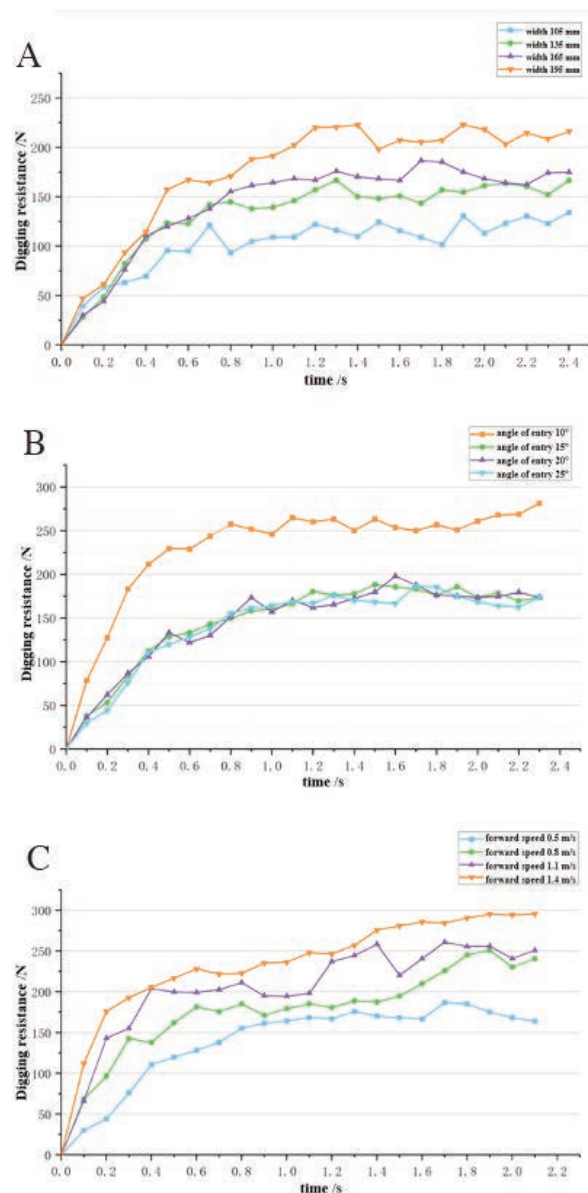 A
width 105 mm
width 135 mm
width 165 mm
width 195 mm
Digging resistance /N
250
200
150
100
50
0
0.0 0.2 0.4 0.6 0.8 1.0 1.2 1.4 1.6 1.8 2.0 2.2 2.4
time /s
B
angle of entry 10°
angle of entry 15°
angle of entry 20°
angle of entry 25°
Digging resistance /N
300
250
200
150
100
50
0
0.0 0.2 0.4 0.6 0.8 1.0 1.2 1.4 1.6 1.8 2.0 2.2 2.4
time /s
C
forward speed 0.5 m/s
forward speed 0.8 m/s
forward speed 1.1 m/s
forward speed 1.4 m/s
Digging resistance /N
300
250
200
150
100
50
0
0.0 0.2 0.4 0.6 0.8 1.0 1.2 1.4 1.6 1.8 2.0 2.2
time /s